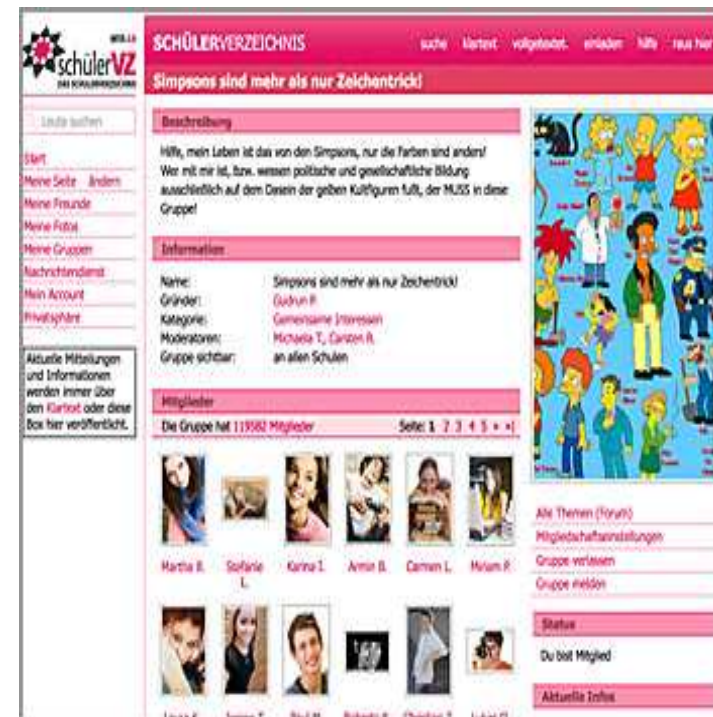 WEB 2.0
schülerVZ
DAS SCHÜLERVERZEICHNIS
SCHÜLERVERZEICHNIS
suche klartext vollgetextet. einladen hilfe raus hier
Simpsons sind mehr als nur Zeichentrick!
Leute suchen
Start
Meine Seite ändern
Meine Freunde
Meine Fotos
Meine Gruppen
Nachrichtendienst
Mein Account
Privatsphäre
Aktuelle Mitteilungen
und Informationen
werden immer über
den Klartext oder diese
Box hier veröffentlicht.
Beschreibung
Hilfe, mein Leben ist das von den Simpsons, nur die Farben sind anders!
Wer mit mir ist, bzw. wessen politische und gesellschaftliche Bildung
ausschließlich auf dem Dasein der gelben Kultfiguren fußt, der MUSS in diese
Gruppe!
Information
Name: Simpsons sind mehr als nur Zeichentrick!
Gründer: Gudrun P.
Kategorie: Gemeinsame Interessen
Moderatoren: Michaela T., Carsten R.
Gruppe sichtbar: an allen Schulen
Mitglieder
Die Gruppe hat 119582 Mitglieder Seite: 1 2 3 4 5 » »|
Martha B. Stefanie L. Karina I. Armin B. Carmen L. Miriam P.
Alle Themen (Forum)
Mitgliedschaftseinstellungen
Gruppe verlassen
Gruppe melden
Status
Du bist Mitglied
Aktuelle Infos